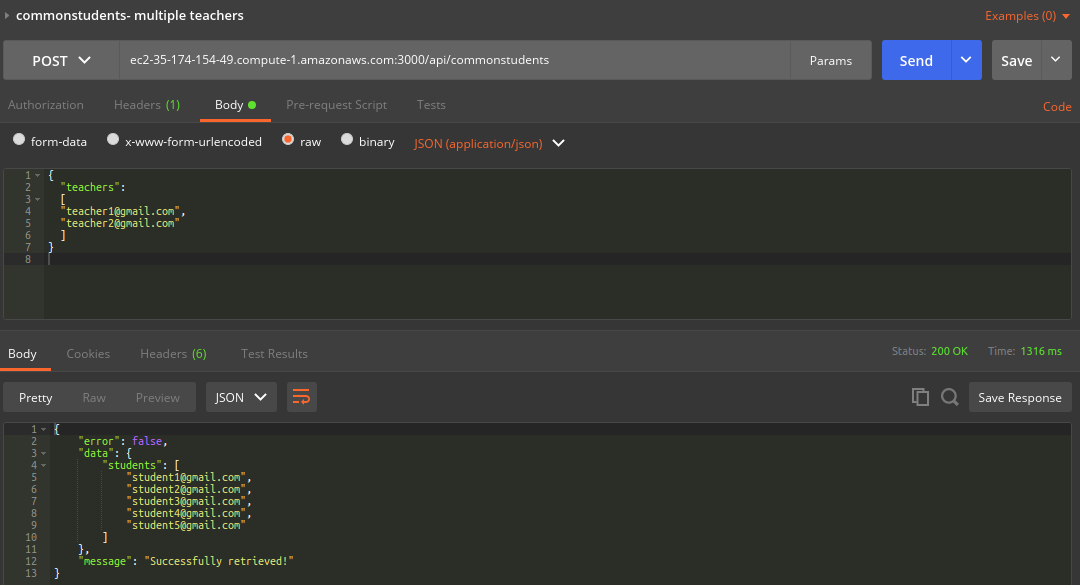 commonstudents- multiple teachers Examples (0)
POST ec2-35-174-154-49.compute-1.amazonaws.com:3000/api/commonstudents Params Send Save
Authorization Headers (1) Body Pre-request Script Tests Code
form-data x-www-form-urlencoded raw binary JSON (application/json)
1 {
2 "teachers":
3 [
4 "teacher1@gmail.com",
5 "teacher2@gmail.com"
6 ]
7 }
8
Body Cookies Headers (6) Test Results Status: 200 OK Time: 1316 ms
Pretty Raw Preview JSON Save Response
1 {
2 "error": false,
3 "data": {
4 "students": [
5 "student1@gmail.com",
6 "student2@gmail.com",
7 "student3@gmail.com",
8 "student4@gmail.com",
9 "student5@gmail.com"
10 ]
11 },
12 "message": "Successfully retrieved!"
13 }